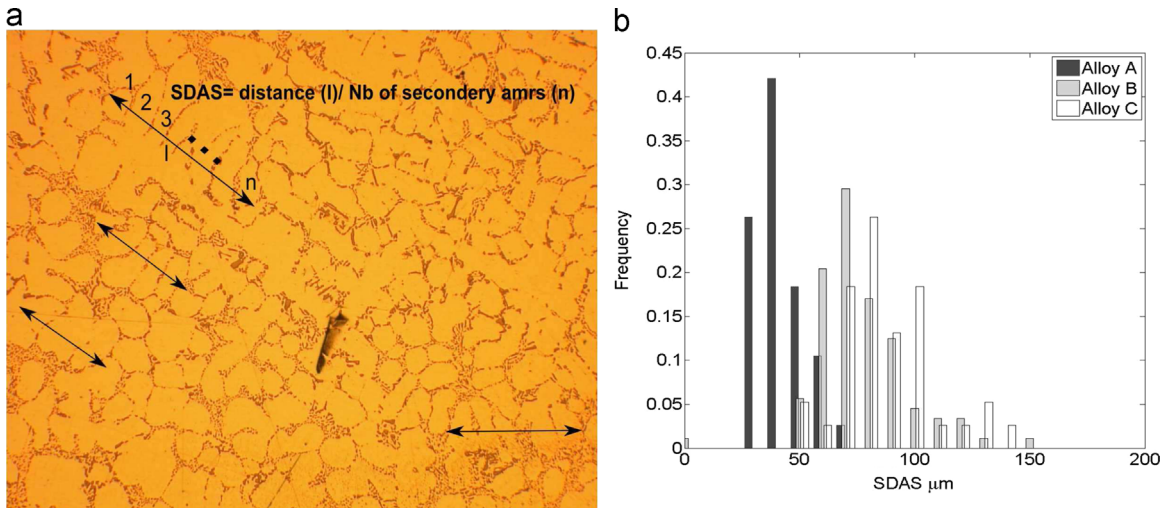 a
1
2
3
l
n
SDAS= distance (l)/ Nb of secondery amrs (n)
b
0.45
0.4
0.35
0.3
0.25
0.2
0.15
0.1
0.05
0
Frequency
0
50
100
150
200
SDAS μm
Alloy A
Alloy B
Alloy C